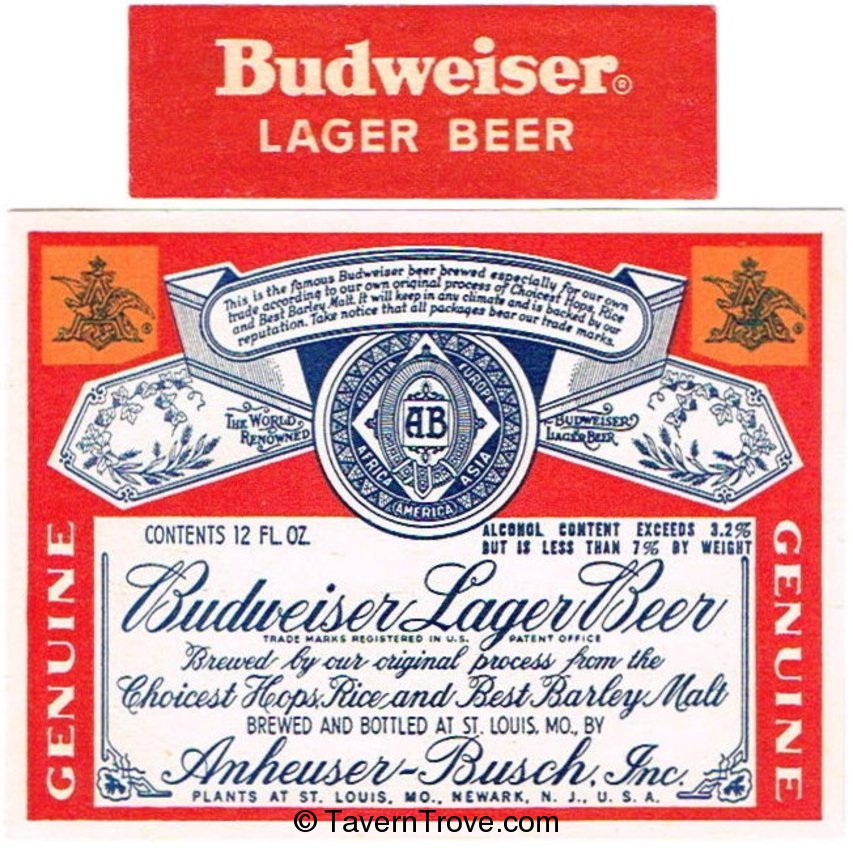 Budweiser®
LAGER BEER
This is the famous Budweiser beer brewed especially for our own
trade according to our own original process of Choicest Hops, Rice
and Best Barley Malt. It will keep in any climate and is backed by our
reputation. Take notice that all packages bear our trade marks.
A
®
A
®
THE WORLD
RENOWNED
AUSTRALIA
EUROPE
AB
AFRICA
ASIA
AMERICA
BUDWEISER
LAGER BEER
CONTENTS 12 FL. OZ.
ALCOHOL CONTENT EXCEEDS 3.2%
BUT IS LESS THAN 7% BY WEIGHT
GENUINE
GENUINE
Budweiser Lager Beer
TRADE MARKS REGISTERED IN U.S. PATENT OFFICE
Brewed by our original process from the
Choicest Hops, Rice and Best Barley Malt
BREWED AND BOTTLED AT ST. LOUIS, MO., BY
Anheuser-Busch, Inc.
PLANTS AT ST. LOUIS, MO., NEWARK, N. J., U. S. A.
© TavernTrove.com